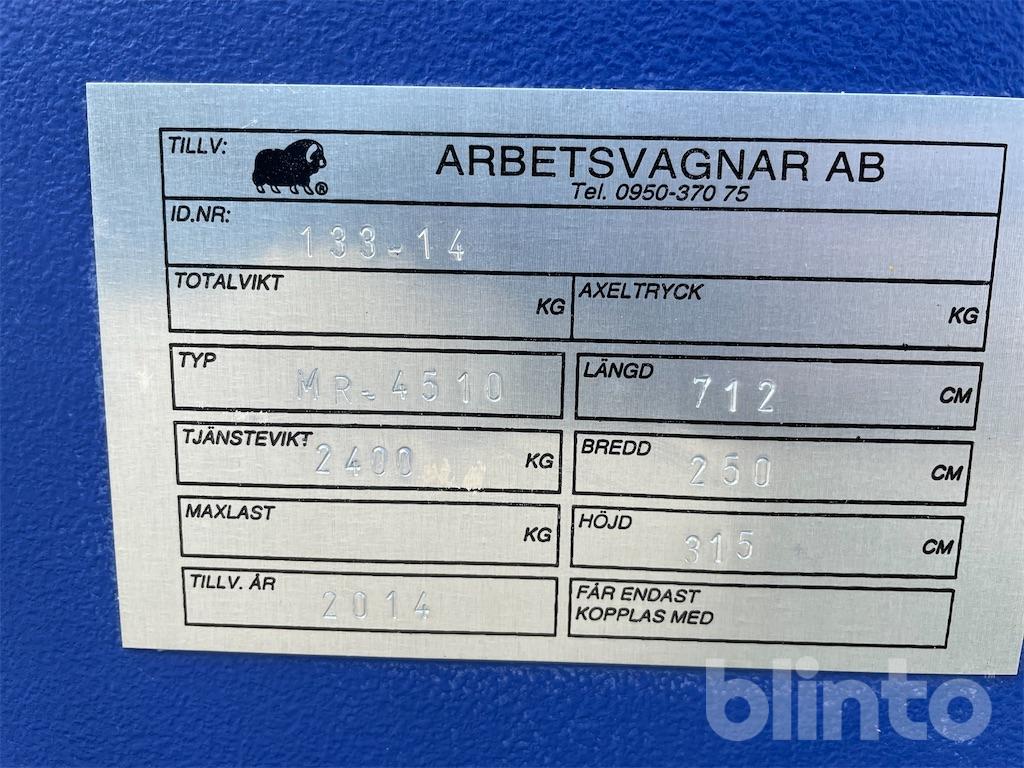 TILLV: ® ARBETSVAGNAR AB
Tel. 0950-370 75
ID.NR: 133-14
TOTALVIKT KG AXELTRYCK KG
TYP MR-4510 LÄNGD 712 CM
TJÄNSTEVIKT 2400 KG BREDD 250 CM
MAXLAST KG HÖJD 315 CM
TILLV. ÅR 2014 FÅR ENDAST
KOPPLAS MED
blinto